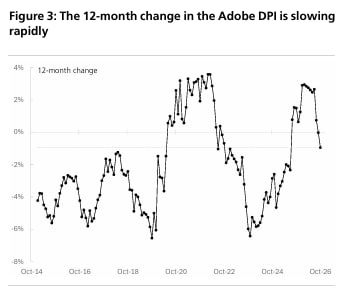 Figure 3: The 12-month change in the Adobe DPI is slowing
rapidly
12-month change
4%
2%
0%
-2%
-4%
-6%
-8%
Oct-14
Oct-16
Oct-18
Oct-20
Oct-22
Oct-24
Oct-26